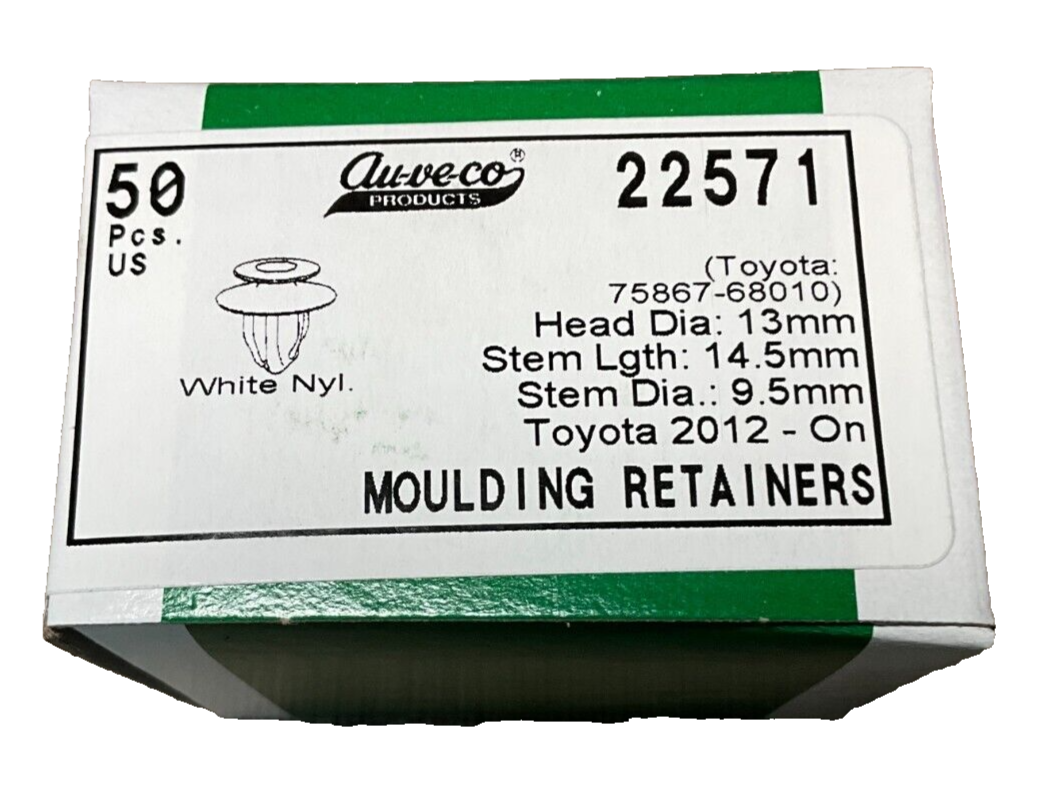 50
Pcs.
US
au-ve-co®
PRODUCTS
22571
(Toyota:
75867-68010)
Head Dia: 13mm
Stem Lgth: 14.5mm
Stem Dia.: 9.5mm
Toyota 2012 - On
White Nyl.
MOULDING RETAINERS